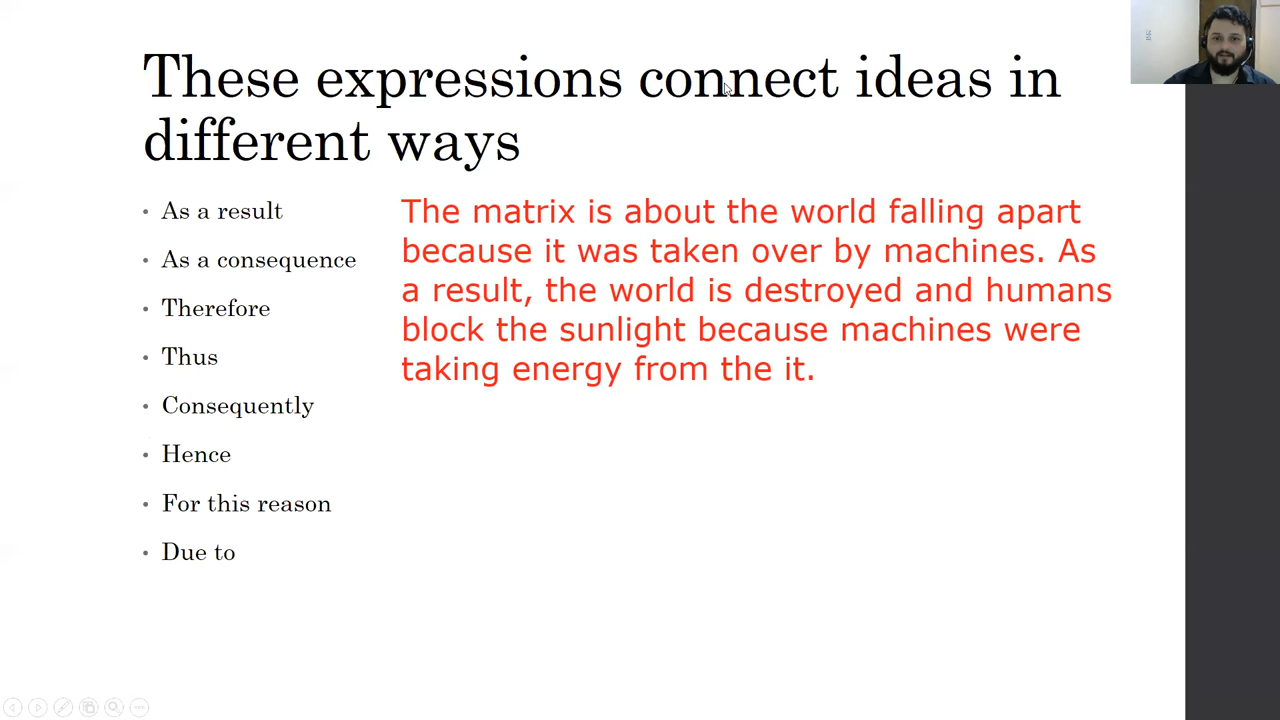 These expressions connect ideas in
different ways
As a result
As a consequence
Therefore
Thus
Consequently
Hence
For this reason
Due to
The matrix is about the world falling apart
because it was taken over by machines. As
a result, the world is destroyed and humans
block the sunlight because machines were
taking energy from the it.